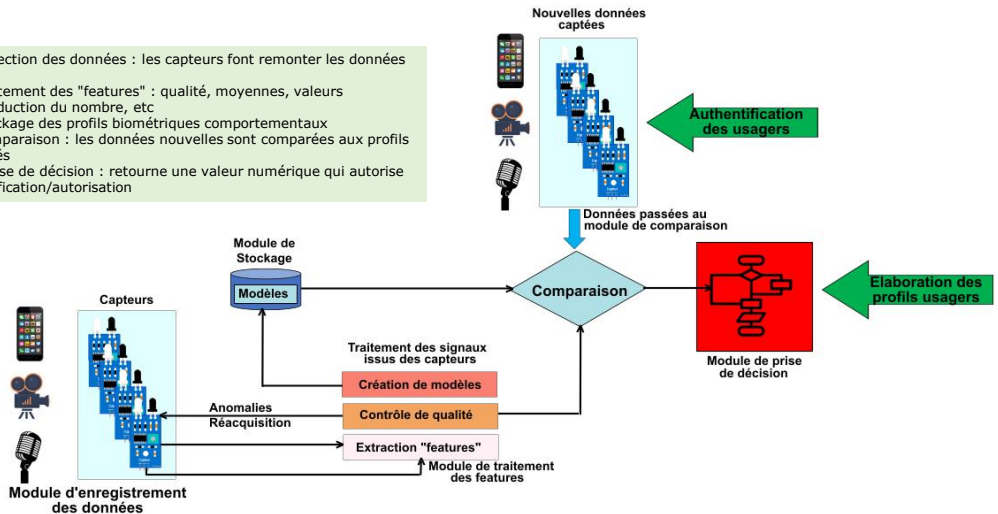 ection des données : les capteurs font remonter les données
tement des "features" : qualité, moyennes, valeurs
duction du nombre, etc
ckage des profils biométriques comportementaux
mparaison : les données nouvelles sont comparées aux profils
és
se de décision : retourne une valeur numérique qui autorise
ification/autorisation
Nouvelles données
captées
Authentification
des usagers
Données passées au
module de comparaison
Module de
Stockage
Modèles
Comparaison
Elaboration des
profils usagers
Module de prise
de décision
Capteurs
Traitement des signaux
issus des capteurs
Création de modèles
Contrôle de qualité
Extraction "features"
Anomalies
Réacquisition
Module de traitement
des features
Module d'enregistrement
des données